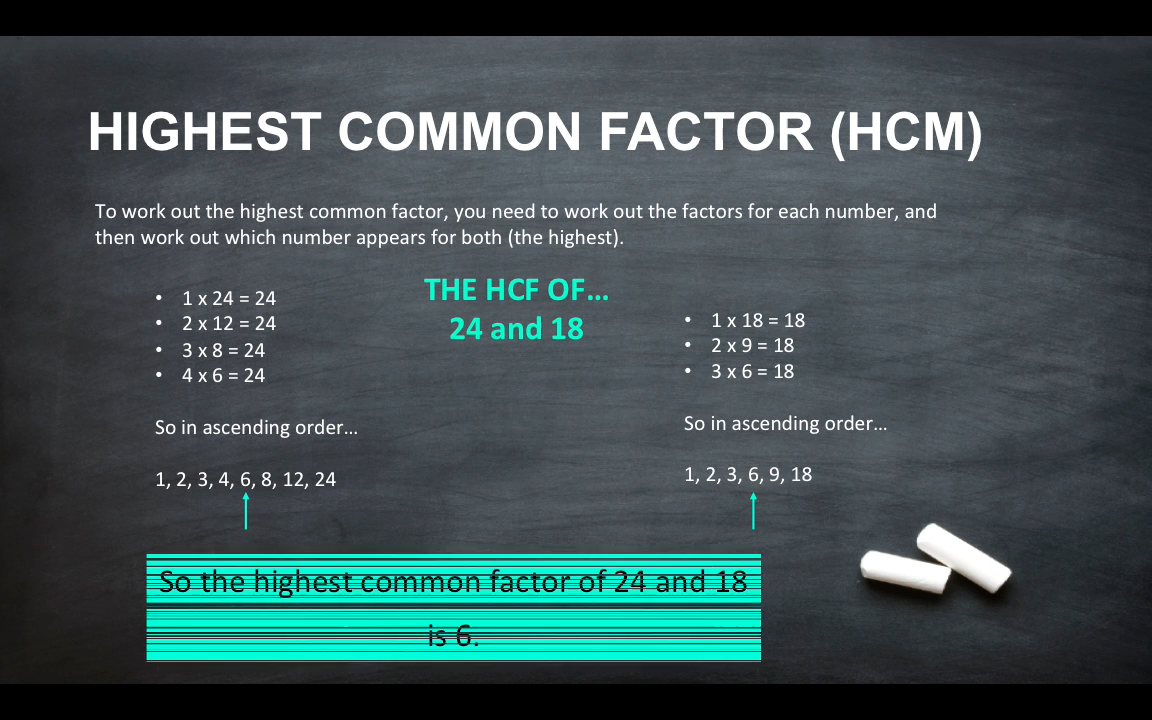 HIGHEST COMMON FACTOR (HCM)
To work out the highest common factor, you need to work out the factors for each number, and
then work out which number appears for both (the highest).
THE HCF OF…
24 and 18
• 1 x 24 = 24
• 2 x 12 = 24
• 3 x 8 = 24
• 4 x 6 = 24
So in ascending order…
1, 2, 3, 4, 6, 8, 12, 24
• 1 x 18 = 18
• 2 x 9 = 18
• 3 x 6 = 18
So in ascending order…
1, 2, 3, 6, 9, 18
So the highest common factor of 24 and 18
is 6.